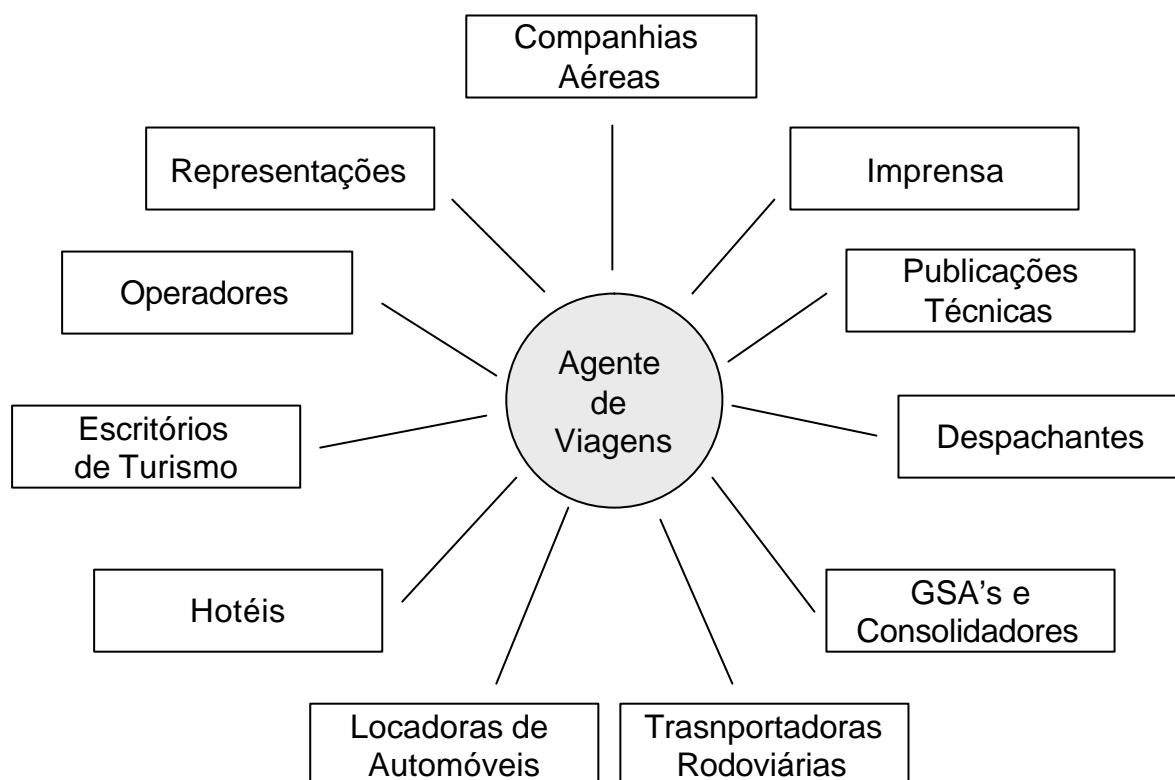 Companhias
Aéreas
Representações
Imprensa
Operadores
Publicações
Técnicas
Agente
de
Viagens
Escritórios
de Turismo
Despachantes
Hotéis
GSA's e
Consolidadores
Locadoras de
Automóveis
Trasnportadoras
Rodoviárias